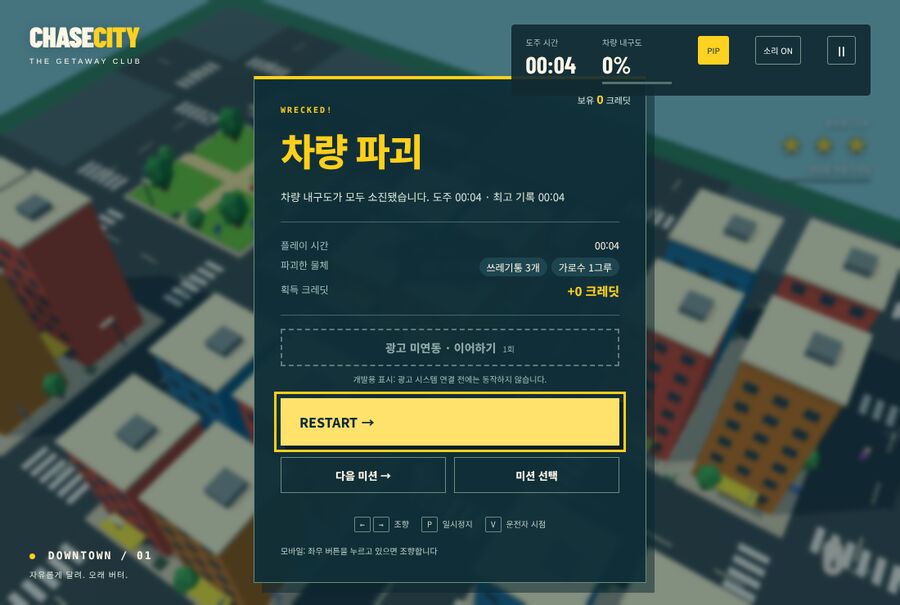 CHASECITY
THE GETAWAY CLUB
도주 시간
차량 내구도
00:04
0%
PIP
소리 ON
보유 0 크레딧
WRECKED!
차량 파괴
차량 내구도가 모두 소진됐습니다. 도주 00:04 · 최고 기록 00:04
플레이 시간
00:04
파괴한 물체
쓰레기통 3개
가로수 1그루
획득 크레딧
+0 크레딧
광고 미연동 · 이어하기 1회
개발용 표시: 광고 시스템 연결 전에는 동작하지 않습니다.
RESTART →
다음 미션 →
미션 선택
← → 조향
P 일시정지
V 운전자 시점
모바일: 좌우 버튼을 누르고 있으면 조향합니다
DOWNTOWN / 01
자유롭게 달려. 오래 버텨.